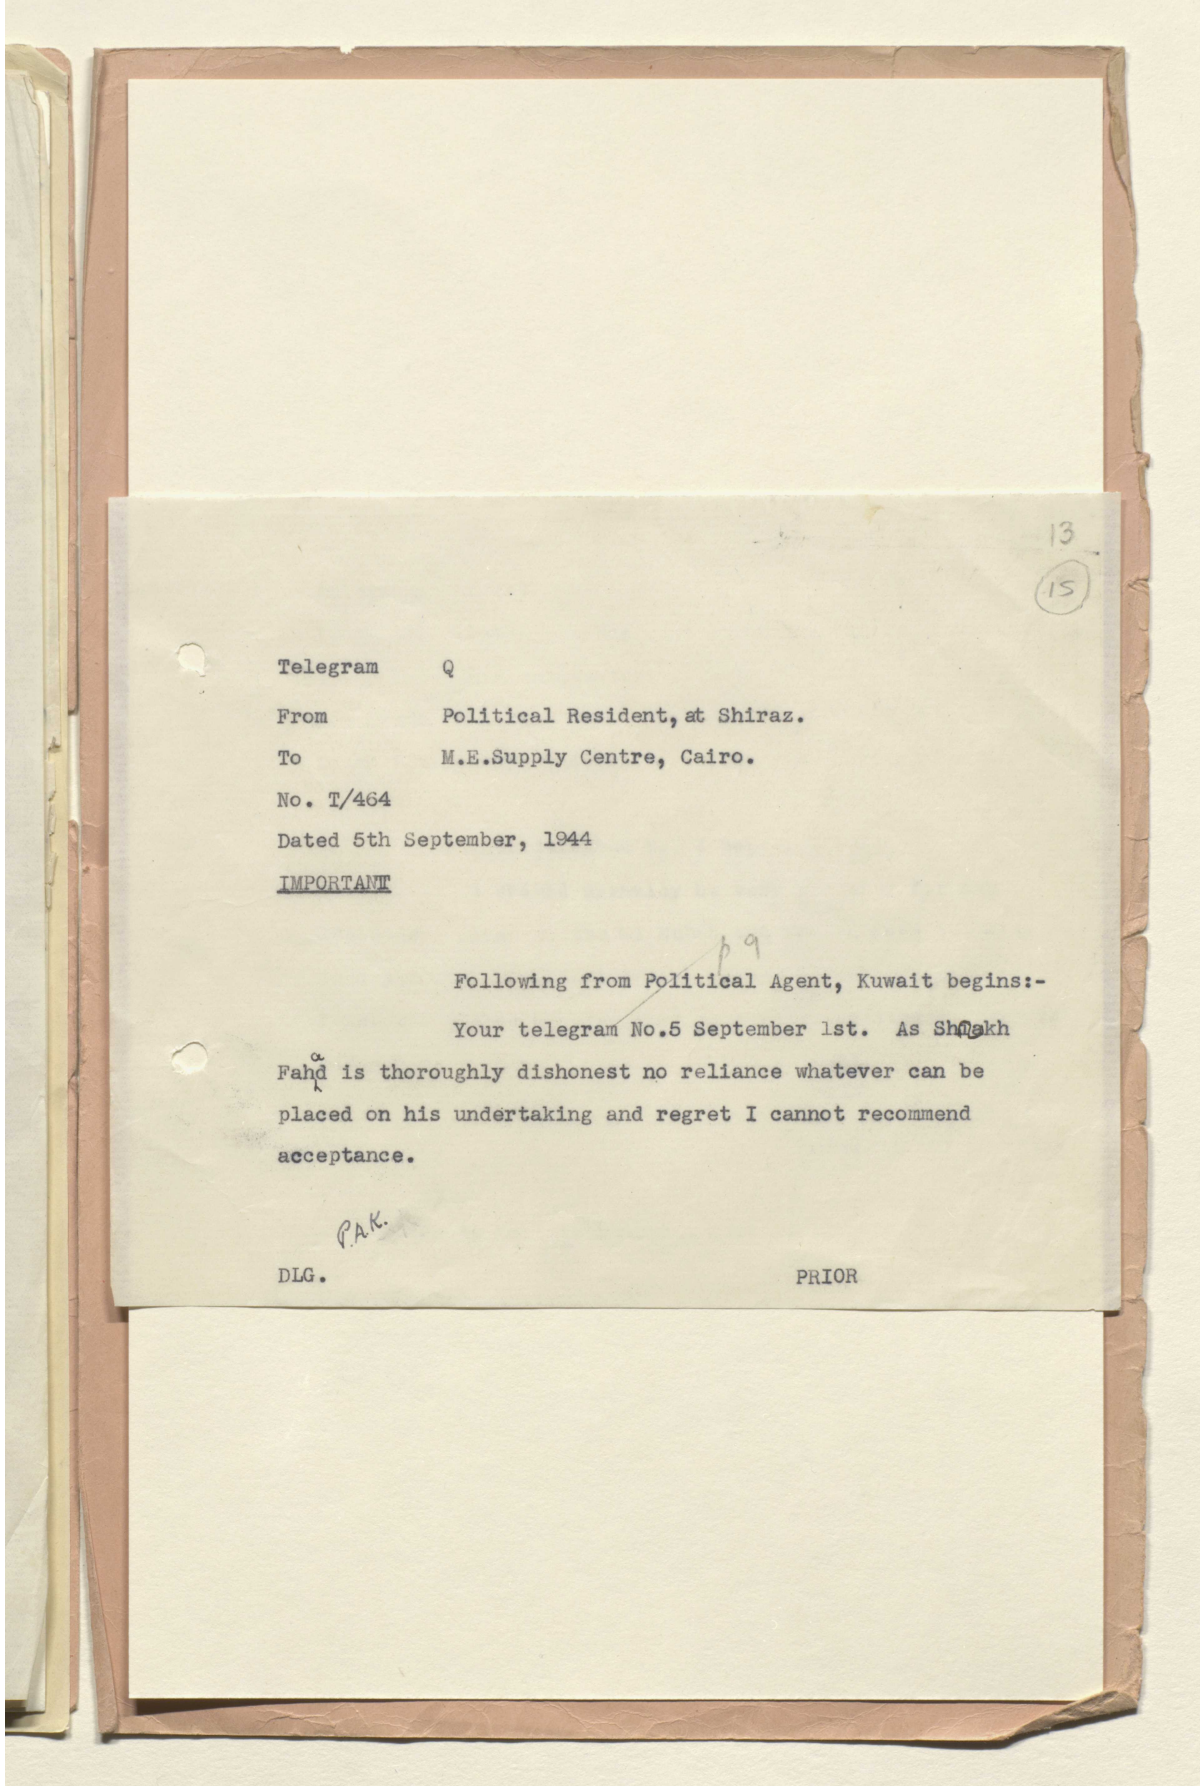 13
15
Telegram Q
From Political Resident, at Shiraz.
To M.E.Supply Centre, Cairo.
No. T/464
Dated 5th September, 1944
IMPORTANT
p 9
Following from Political Agent, Kuwait begins:-
Your telegram No.5 September 1st. As
Fahad is thoroughly dishonest no reliance whatever can be
placed on his undertaking and regret I cannot recommend
acceptance.
P.A.K.
DLG. PRIOR